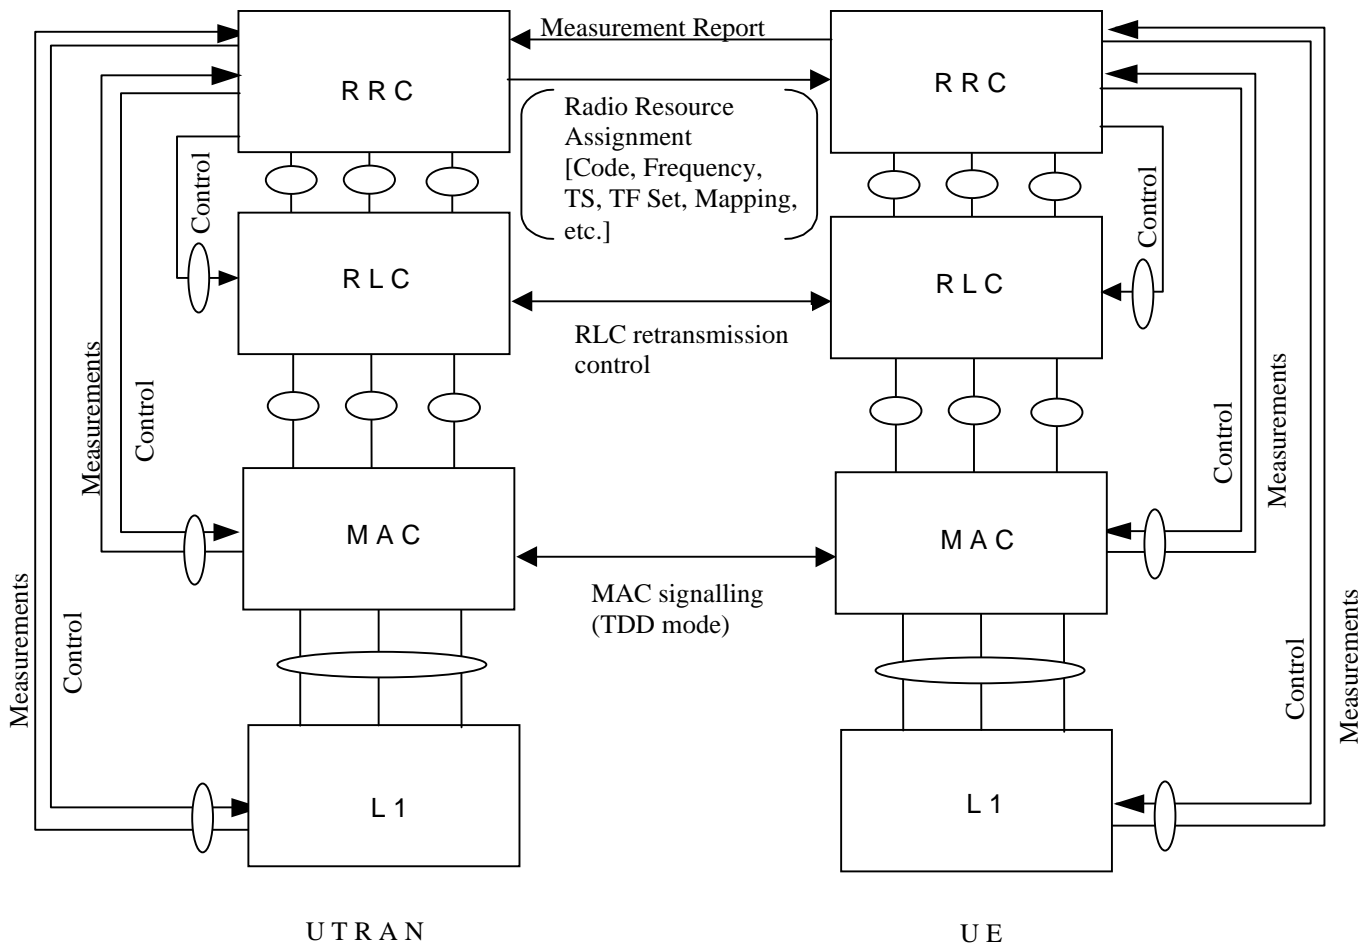 Measurement Report
R R C
R R C
Radio Resource
Assignment
[Code, Frequency,
TS, TF Set, Mapping,
etc.]
Control
Control
R L C
R L C
RLC retransmission
control
Measurements
Control
Control
Measurements
M A C
M A C
MAC signalling
(TDD mode)
Measurements
Control
Control
Measurements
L 1
L 1
U T R A N
U E